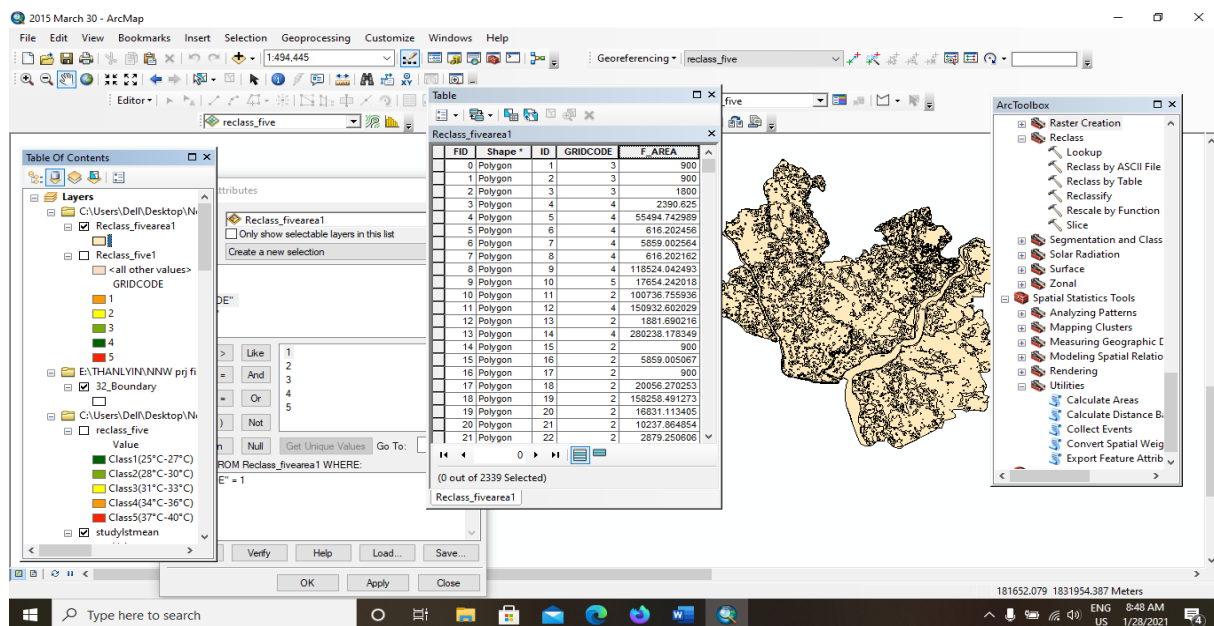 2015 March 30 - ArcMap
File Edit View Bookmarks Insert Selection Geoprocessing Customize Windows Help
1:494,445
Georeferencing
reclass_five
Editor
five
reclass_five
Table Of Contents
Layers
C:\Users\Dell\Desktop\N
Reclass_fivearea1
Reclass_five1
<all other values>
GRIDCODE
1
2
3
4
5
E:\THANLYIN\NNW prj fi
32_Boundary
C:\Users\Dell\Desktop\N
reclass_five
Value
Class1(25°C-27°C)
Class2(28°C-30°C)
Class3(31°C-33°C)
Class4(34°C-36°C)
Class5(37°C-40°C)
studylstmean
ttributes
Reclass_fivearea1
Only show selectable layers in this list
Create a new selection
DE"
> Like
= And
= Or
) Not
n Null
1
2
3
4
5
Get Unique Values Go To:
ROM Reclass_fivearea1 WHERE:
E" = 1
Verify Help Load... Save...
OK Apply Close
Table
Reclass_fivearea1
FID Shape * ID GRIDCODE F_AREA
0 Polygon 1 3 900
1 Polygon 2 3 900
2 Polygon 3 3 1800
3 Polygon 4 4 2390.625
4 Polygon 5 4 55494.742989
5 Polygon 6 4 616.202456
6 Polygon 7 4 5859.002564
7 Polygon 8 4 616.202162
8 Polygon 9 4 118524.042493
9 Polygon 10 5 17654.242018
10 Polygon 11 2 100736.755936
11 Polygon 12 4 150932.602029
12 Polygon 13 2 1881.690216
13 Polygon 14 4 280238.178349
14 Polygon 15 2 900
15 Polygon 16 2 5859.005067
16 Polygon 17 2 900
17 Polygon 18 2 20056.270253
18 Polygon 19 2 158258.491273
19 Polygon 20 2 16831.113405
20 Polygon 21 2 10237.864854
21 Polygon 22 2 2879.250606
0
(0 out of 2339 Selected)
Reclass_fivearea1
ArcToolbox
Raster Creation
Reclass
Lookup
Reclass by ASCII File
Reclass by Table
Reclassify
Rescale by Function
Slice
Segmentation and Class
Solar Radiation
Surface
Zonal
Spatial Statistics Tools
Analyzing Patterns
Mapping Clusters
Measuring Geographic D
Modeling Spatial Relatio
Rendering
Utilities
Calculate Areas
Calculate Distance B
Collect Events
Convert Spatial Weig
Export Feature Attrib
181652.079 1831954.387 Meters
Type here to search
ENG
US
8:48 AM
1/28/2021
4